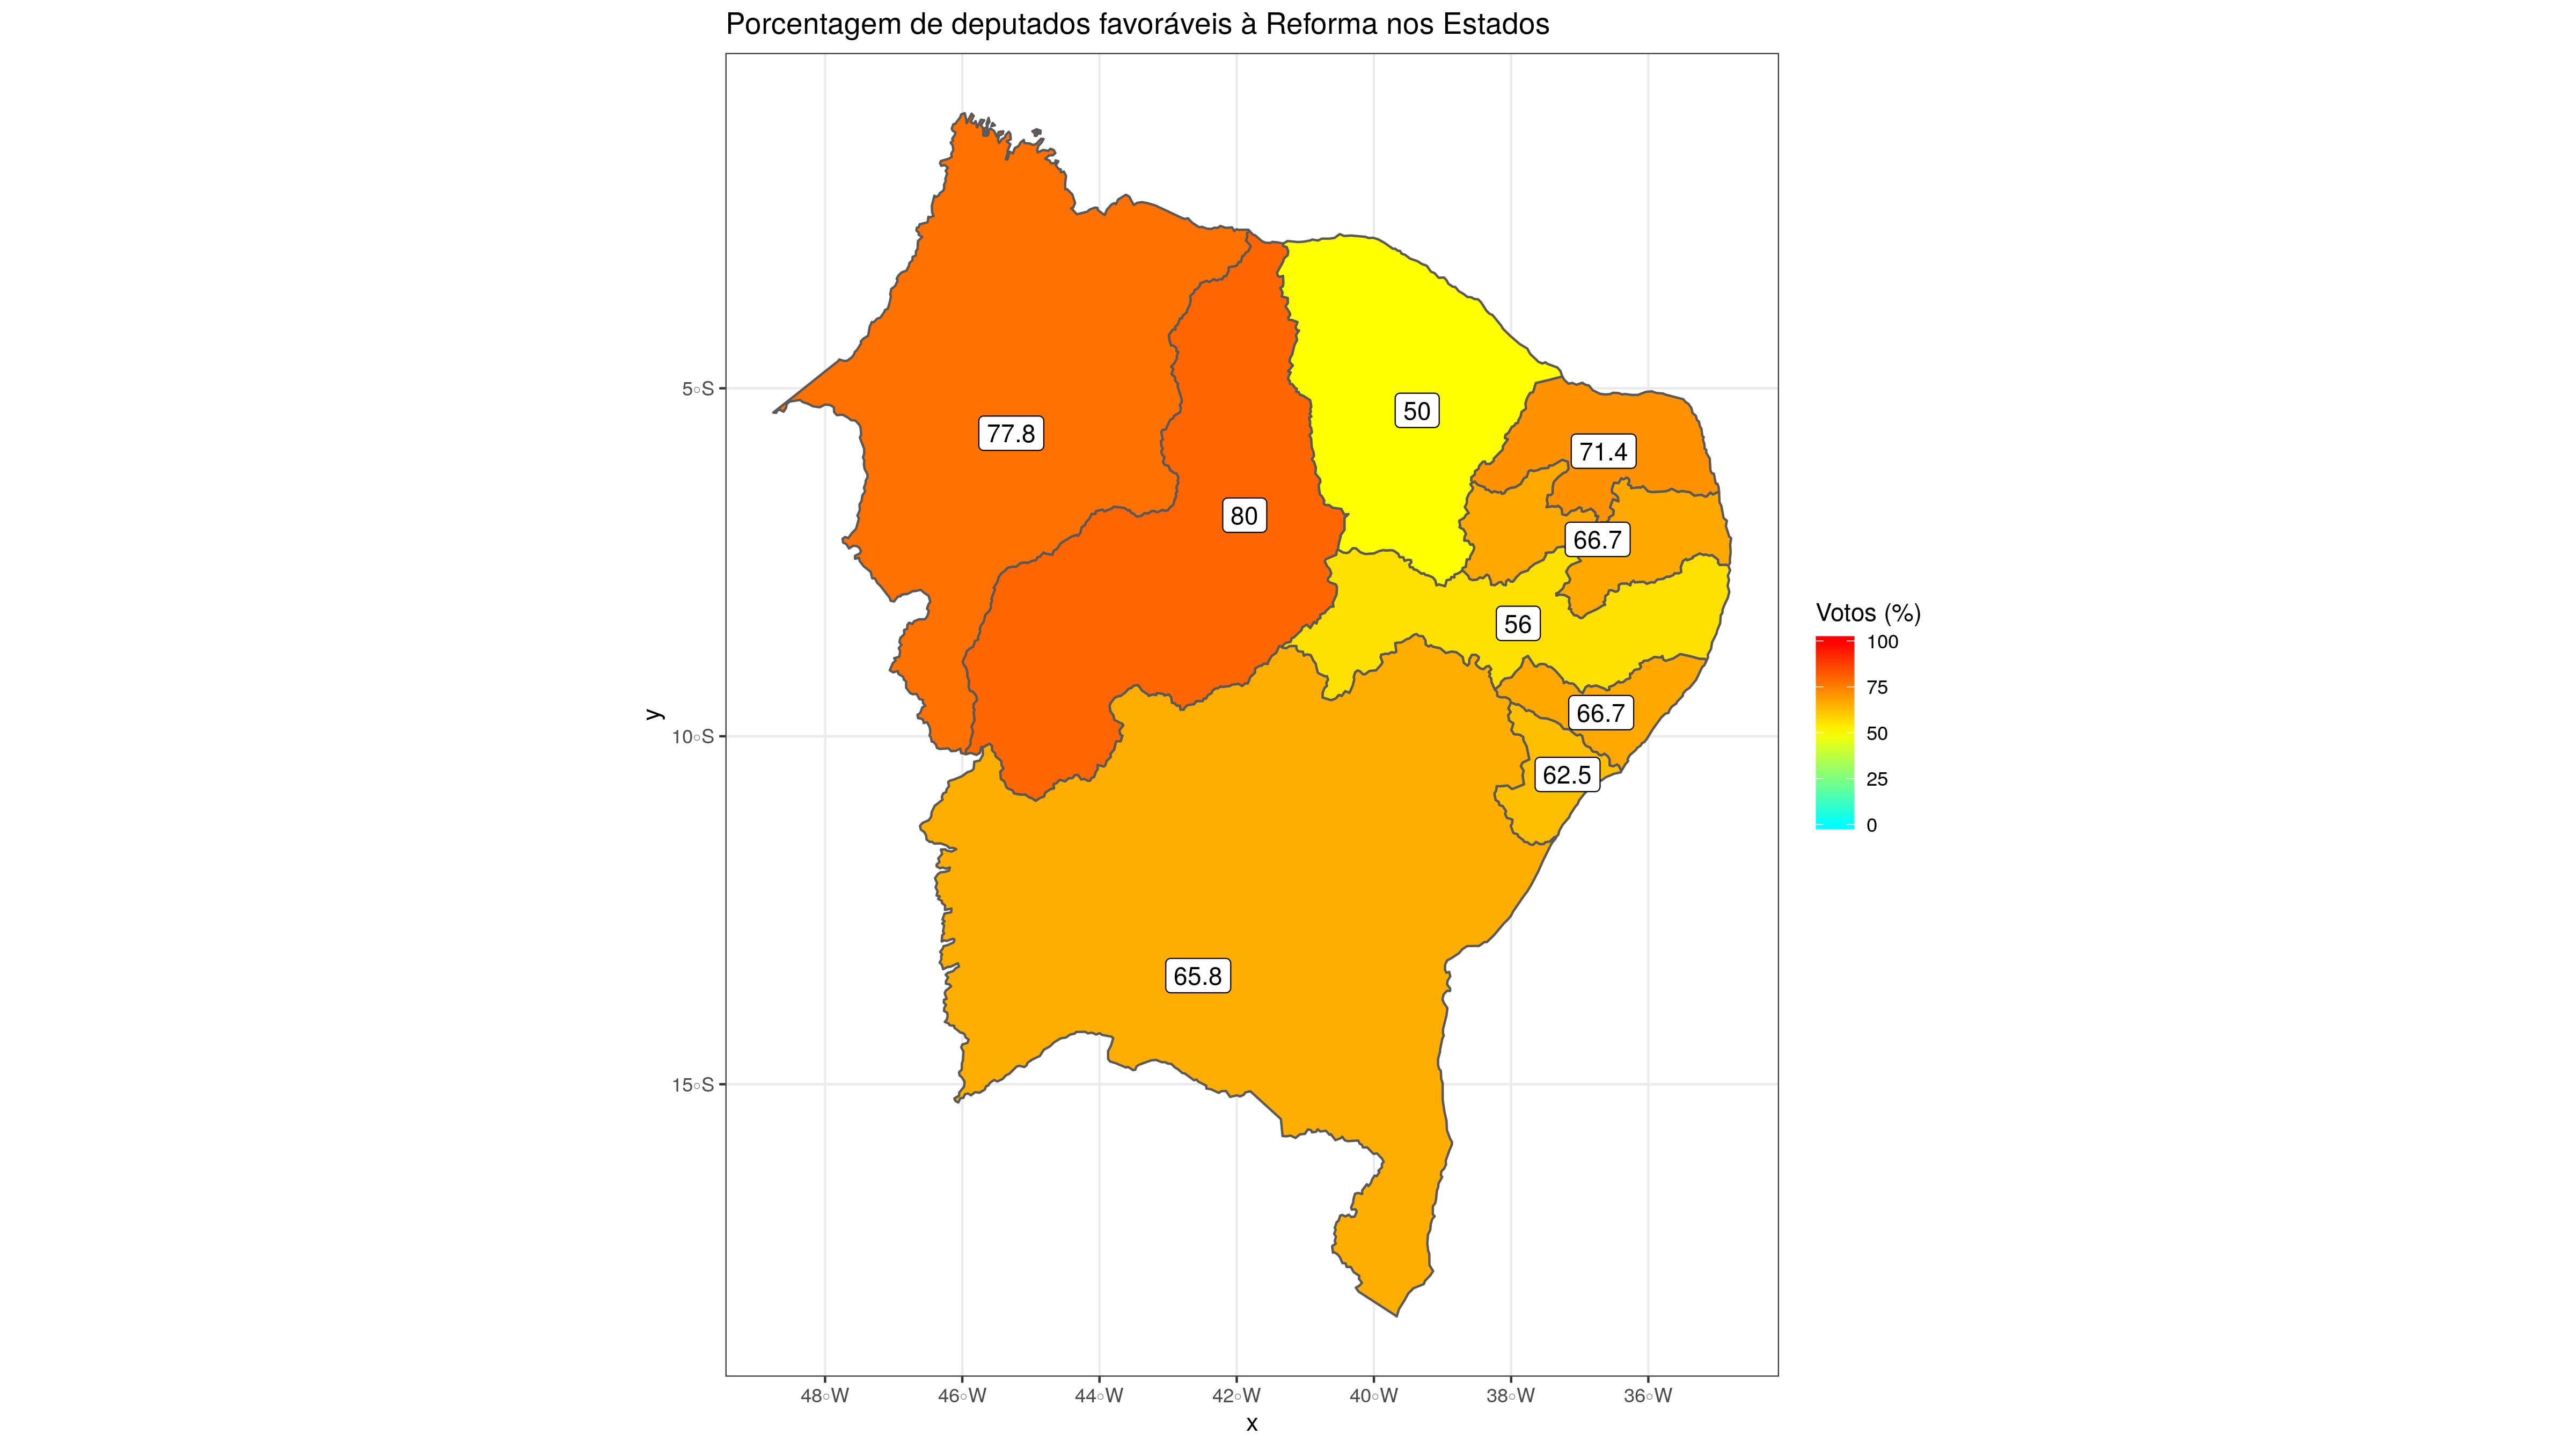 Porcentagem de deputados favoráveis à Reforma nos Estados
77.8
50
71.4
80
66.7
56
66.7
62.5
65.8
5◦S
10◦S
15◦S
y
48◦W
46◦W
44◦W
42◦W
40◦W
38◦W
36◦W
x
Votos (%)
100
75
50
25
0